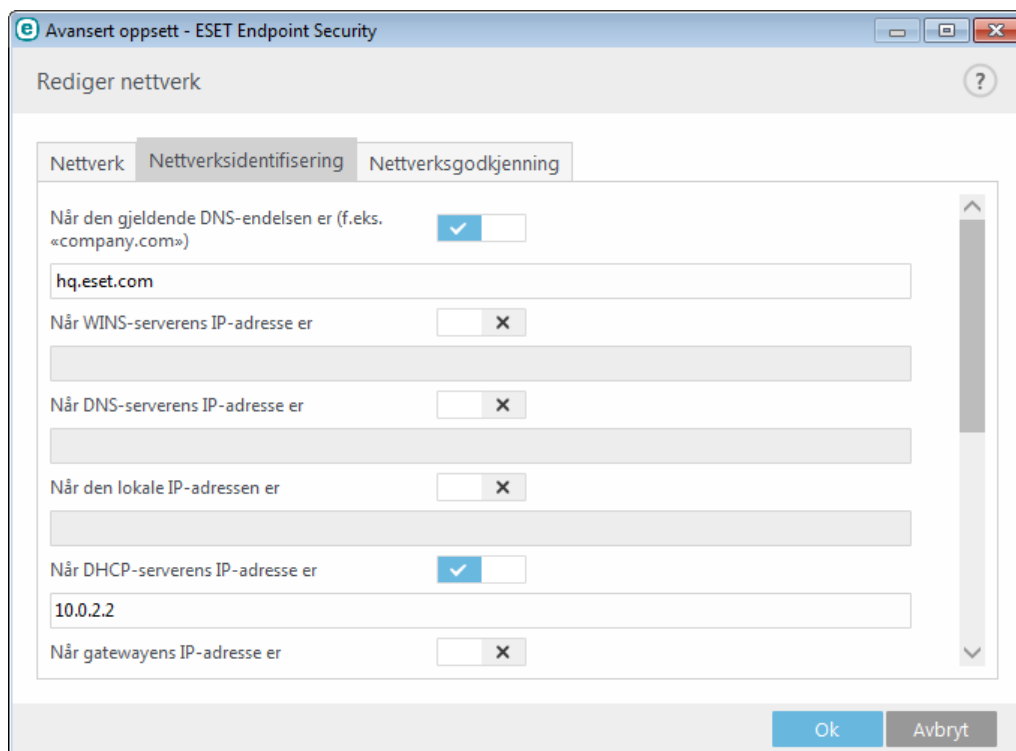 Avansert oppsett - ESET Endpoint Security
Rediger nettverk
?
Nettverk Nettverksidentifisering Nettverksgodkjenning
Når den gjeldende DNS-endelsen er (f.eks.
«company.com»)
hq.eset.com
Når WINS-serverens IP-adresse er
Når DNS-serverens IP-adresse er
Når den lokale IP-adressen er
Når DHCP-serverens IP-adresse er
10.0.2.2
Når gatewayens IP-adresse er
Ok Avbryt